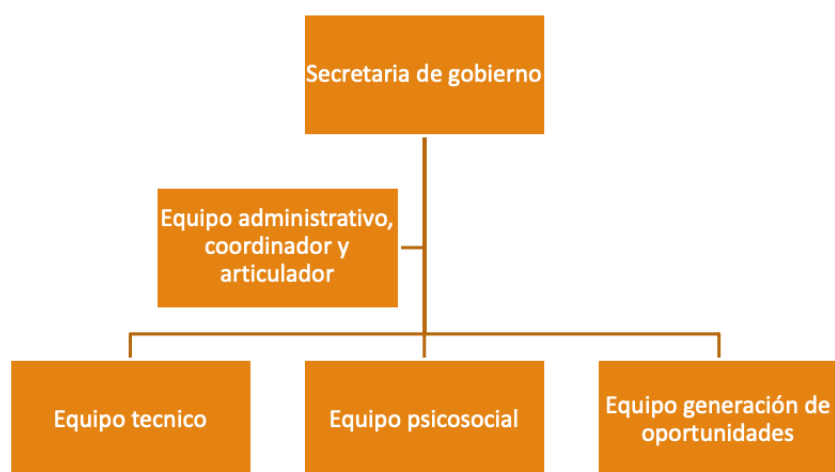 Secretaria de gobierno
Equipo administrativo,
coordinador y
articulador
Equipo tecnico
Equipo psicosocial
Equipo generación de
oportunidades